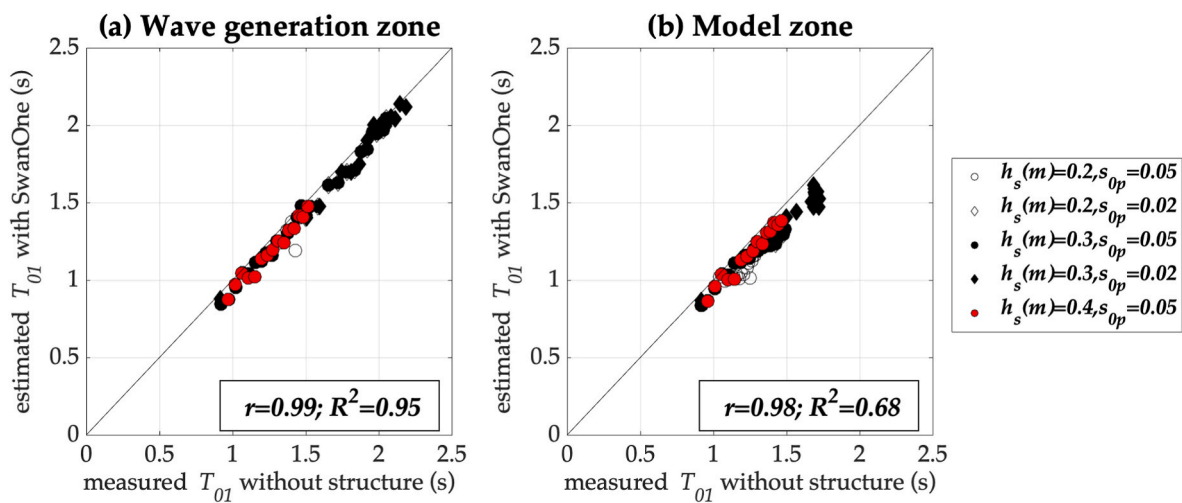 (a) Wave generation zone
estimated T01 with SwanOne (s)
2.5
2
1.5
1
0.5
0
r=0.99; R²=0.95
0 0.5 1 1.5 2 2.5
measured T01 without structure (s)
(b) Model zone
estimated T01 with SwanOne (s)
2.5
2
1.5
1
0.5
0
r=0.98; R²=0.68
0 0.5 1 1.5 2 2.5
measured T01 without structure (s)
hs(m)=0.2,s0p=0.05
hs(m)=0.2,s0p=0.02
hs(m)=0.3,s0p=0.05
hs(m)=0.3,s0p=0.02
hs(m)=0.4,s0p=0.05